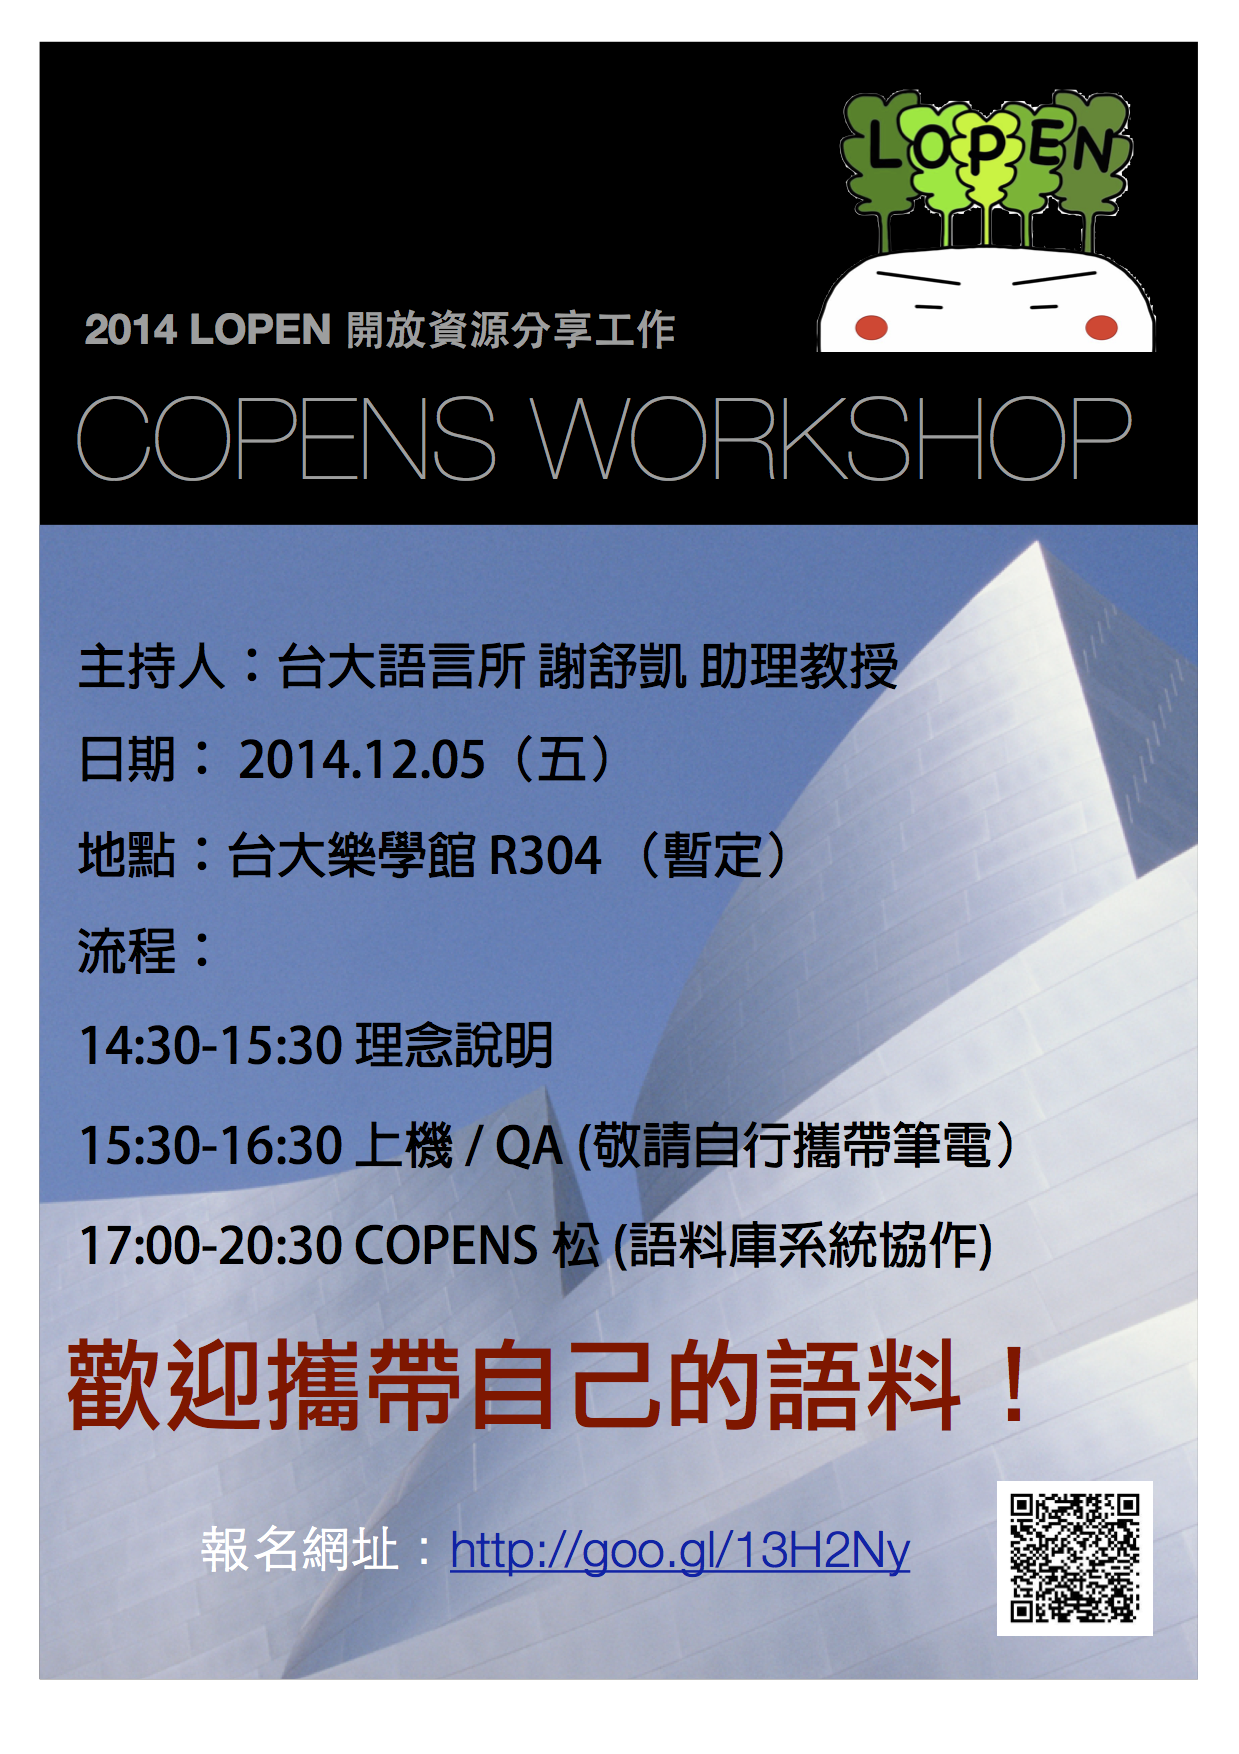 LOPEN
2014 LOPEN 開放資源分享工作
COPENS WORKSHOP
主持人：台大語言所 謝舒凱 助理教授
日期： 2014.12.05（五）
地點：台大樂學館 R304 （暫定）
流程：
14:30-15:30 理念說明
15:30-16:30 上機 / QA (敬請自行攜帶筆電）
17:00-20:30 COPENS 松 (語料庫系統協作)
歡迎攜帶自己的語料！
報名網址：http://goo.gl/13H2Ny